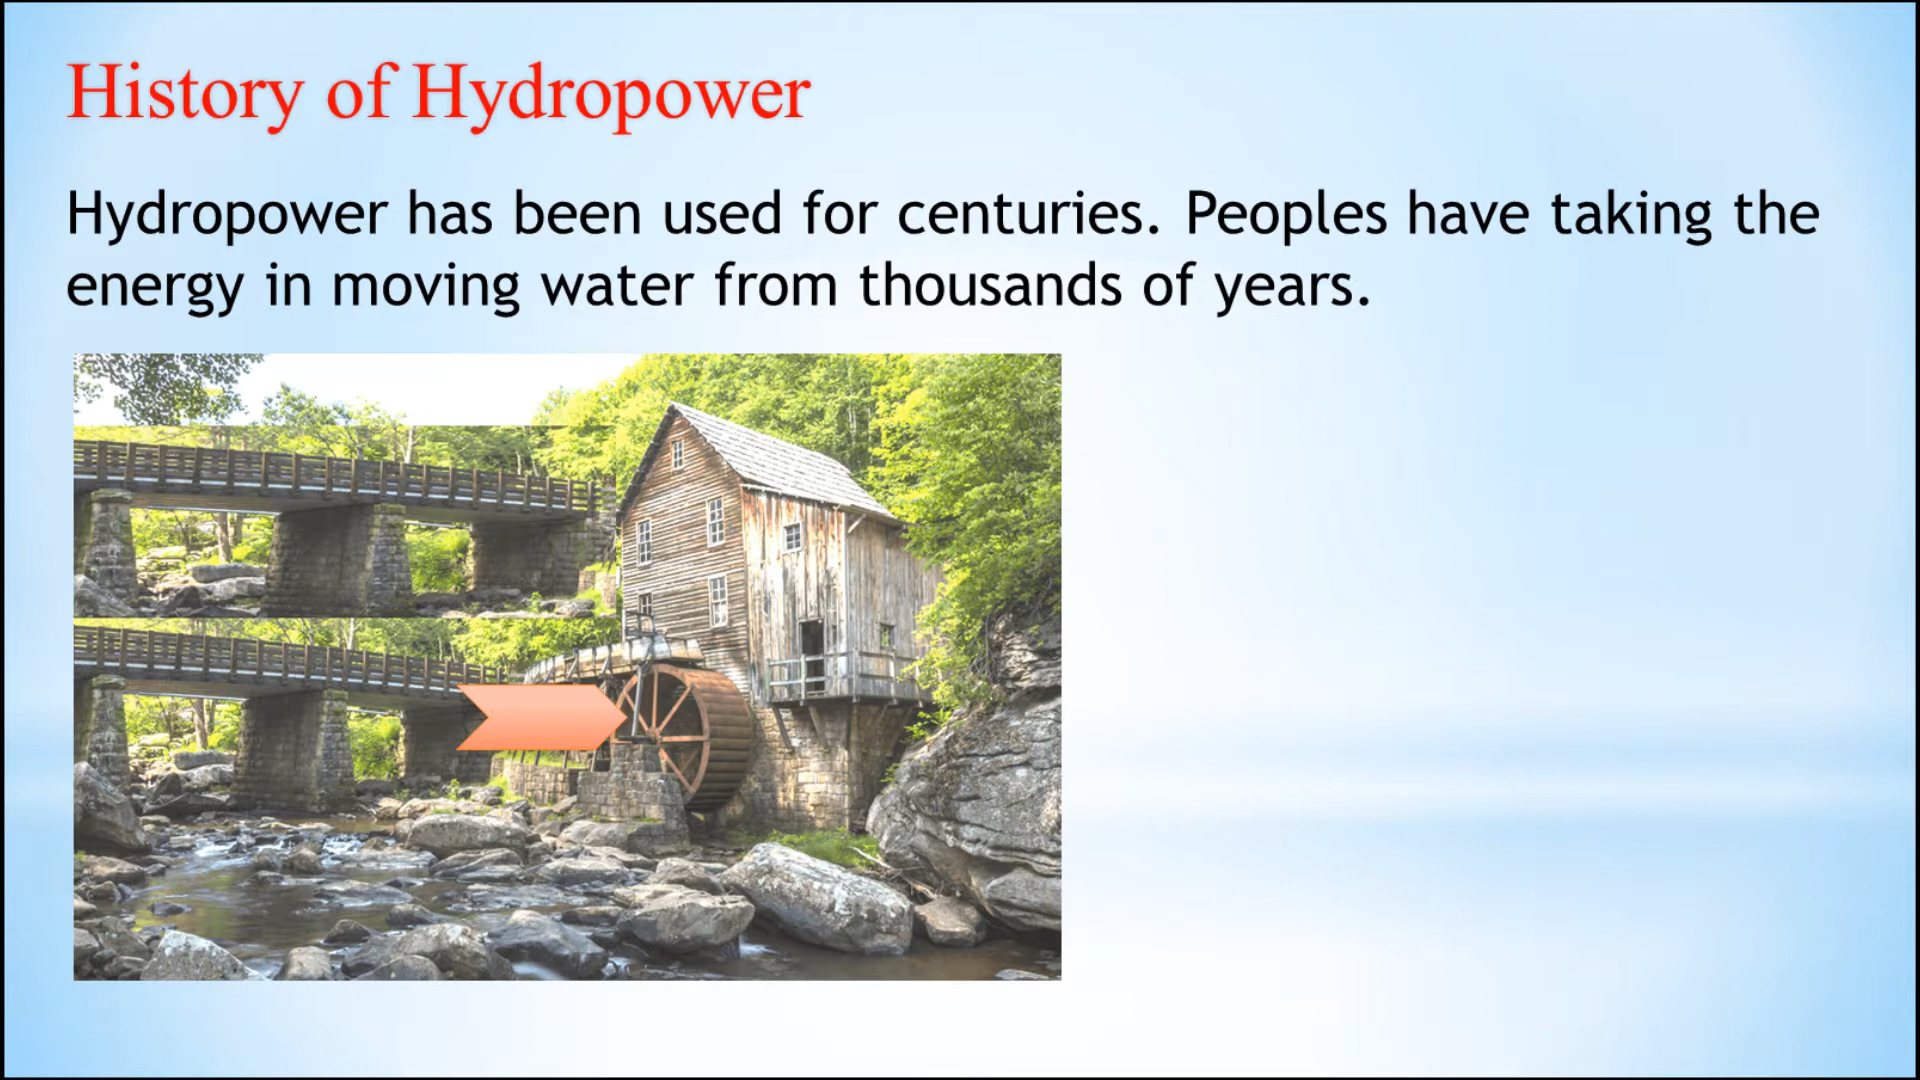 History of Hydropower
Hydropower has been used for centuries. Peoples have taking the
energy in moving water from thousands of years.